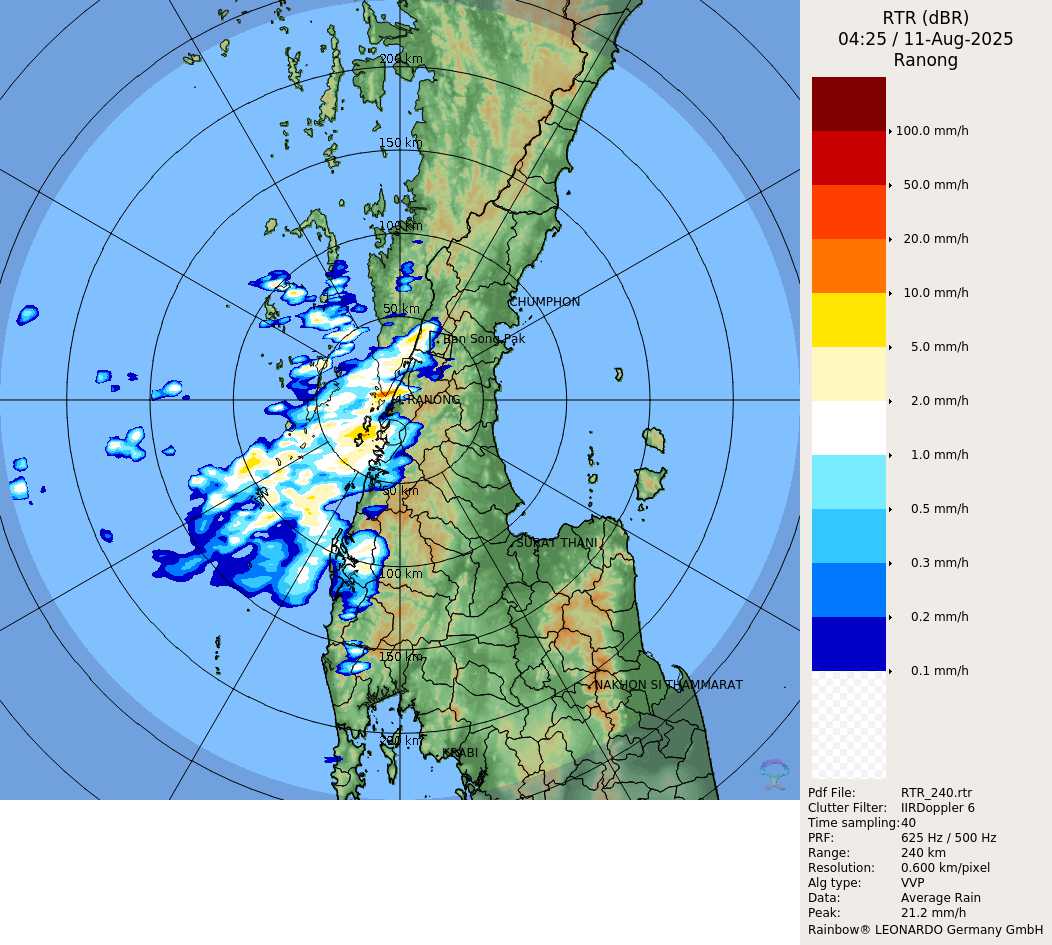 RTR (dBR)
04:25 / 11-Aug-2025
Ranong
200 km
150 km
100 km
CHUMPHON
50 km
Ban Song Pak
RANONG
50 km
SURAT THANI
100 km
150 km
NAKHON SI THAMMARAT
200 km
KRABI
100.0 mm/h
50.0 mm/h
20.0 mm/h
10.0 mm/h
5.0 mm/h
2.0 mm/h
1.0 mm/h
0.5 mm/h
0.3 mm/h
0.2 mm/h
0.1 mm/h
Pdf File: RTR_240.rtr
Clutter Filter: IIRDoppler 6
Time sampling: 40
PRF: 625 Hz / 500 Hz
Range: 240 km
Resolution: 0.600 km/pixel
Alg type: VVP
Data: Average Rain
Peak: 21.2 mm/h
Rainbow® LEONARDO Germany GmbH